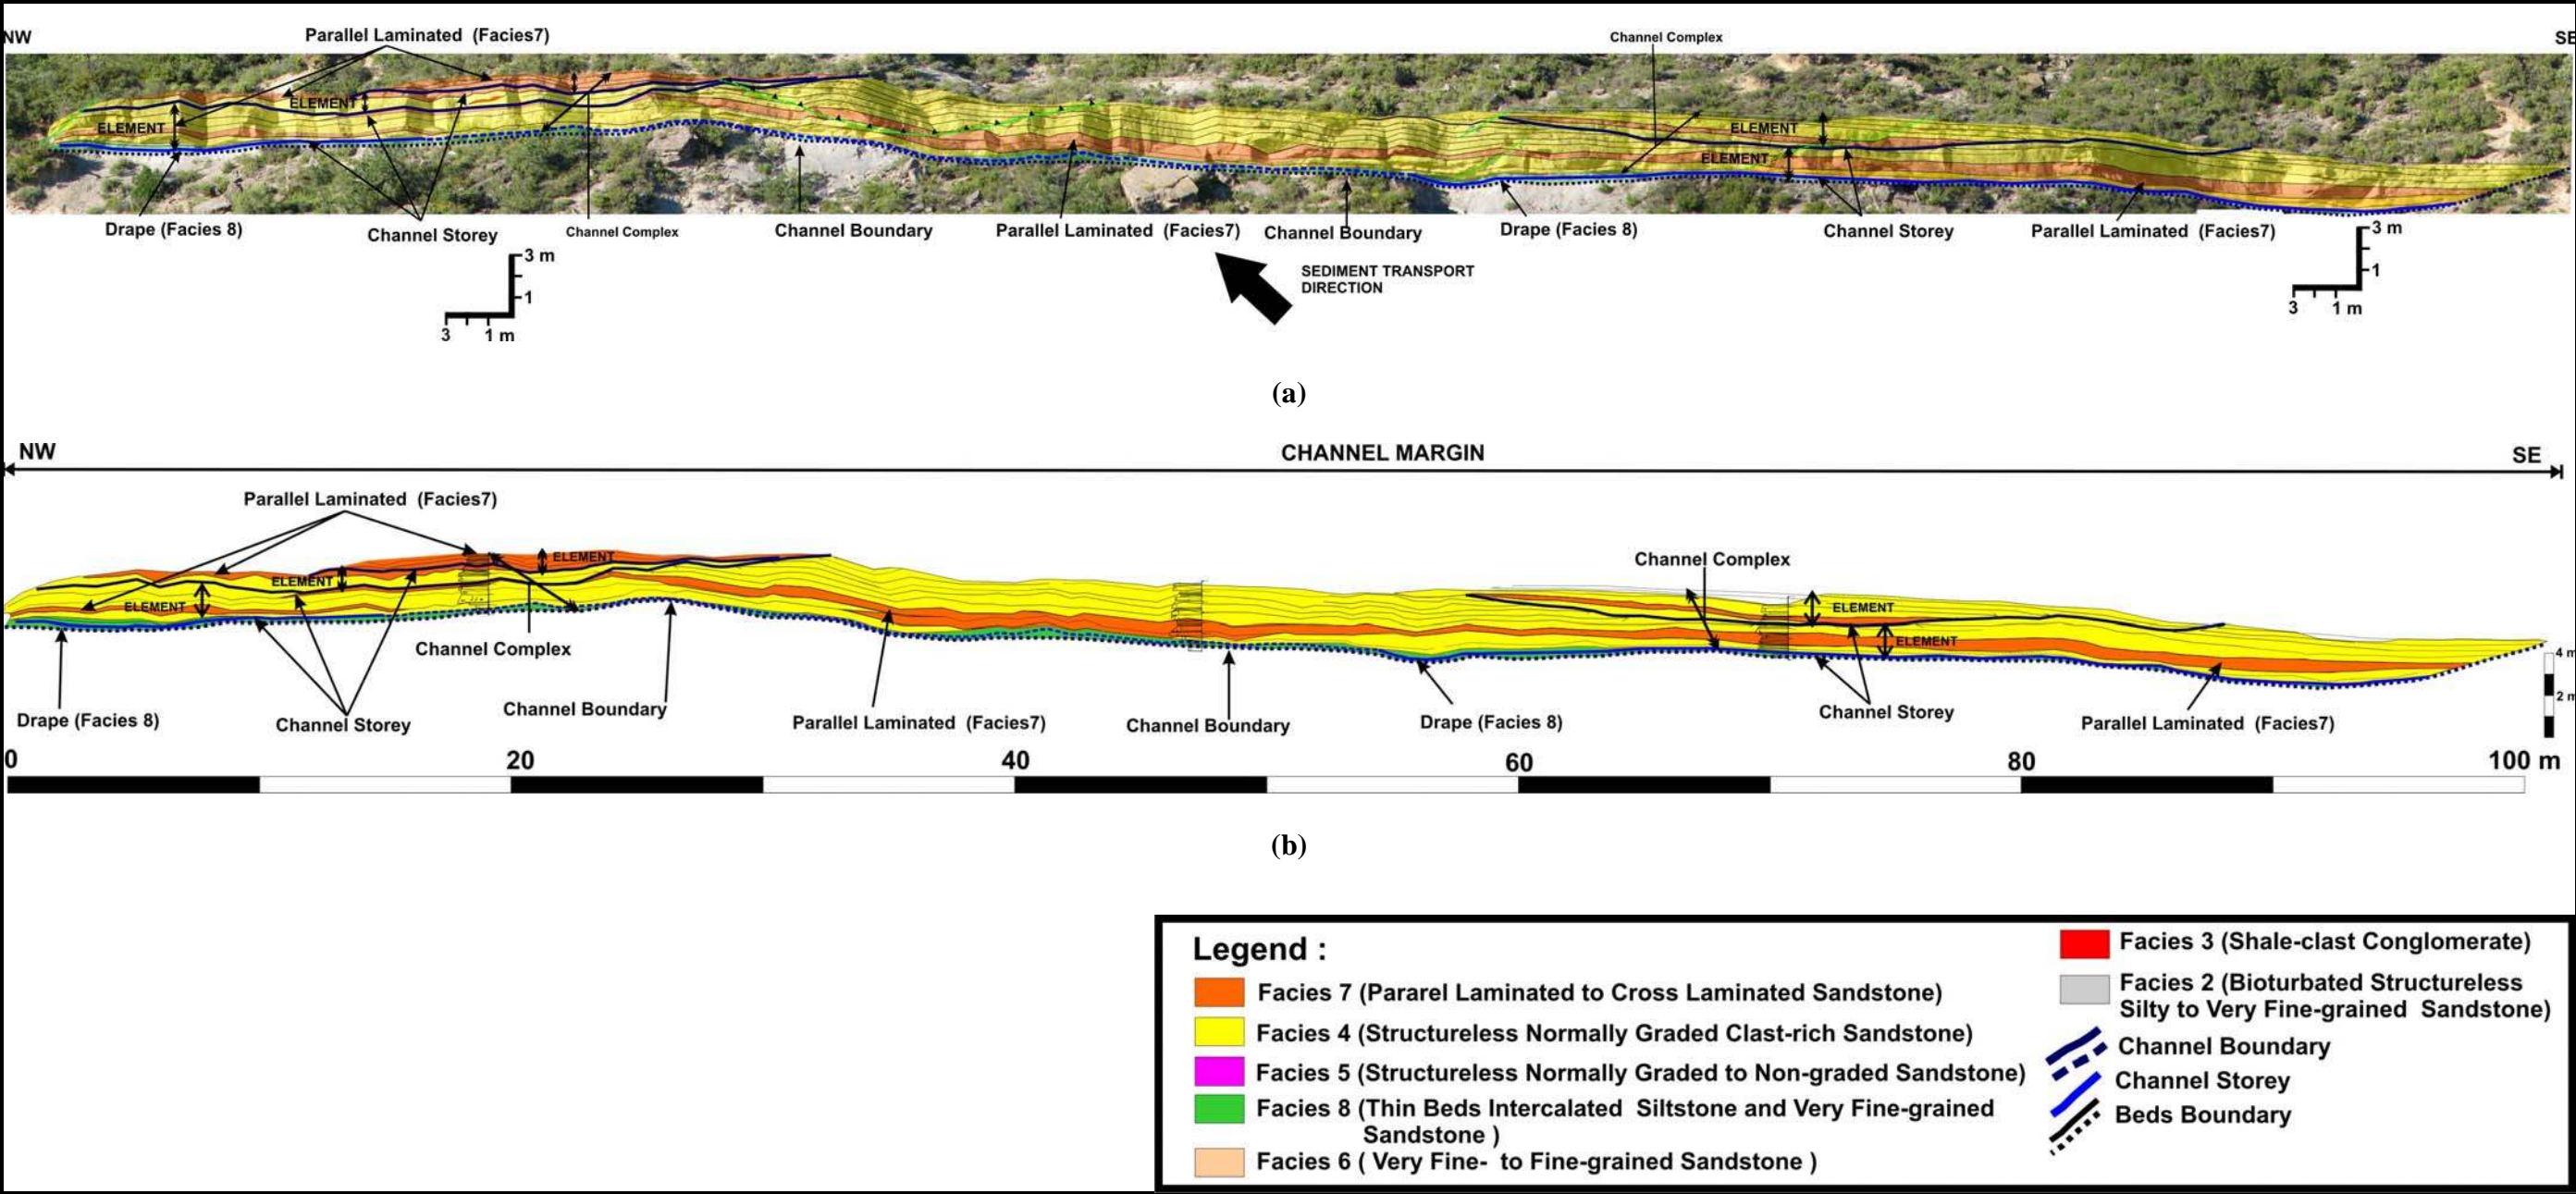 NW
Parallel Laminated (Facies7)
Channel Complex
SE
ELEMENT
ELEMENT
ELEMENT
ELEMENT
Drape (Facies 8)
Channel Storey
Channel Complex
Channel Boundary
Parallel Laminated (Facies7)
Channel Boundary
Drape (Facies 8)
Channel Storey
Parallel Laminated (Facies7)
3 m
1
3 1 m
SEDIMENT TRANSPORT
DIRECTION
3 m
1
3 1 m
(a)
NW
CHANNEL MARGIN
SE
Parallel Laminated (Facies7)
Channel Complex
ELEMENT
ELEMENT
ELEMENT
ELEMENT
ELEMENT
Channel Complex
Channel Boundary
Drape (Facies 8)
Channel Storey
Parallel Laminated (Facies7)
Channel Boundary
Drape (Facies 8)
Channel Storey
Parallel Laminated (Facies7)
4 m
2 m
0 20 40 60 80 100 m
(b)
Legend :
Facies 7 (Pararel Laminated to Cross Laminated Sandstone)
Facies 4 (Structureless Normally Graded Clast-rich Sandstone)
Facies 5 (Structureless Normally Graded to Non-graded Sandstone)
Facies 8 (Thin Beds Intercalated Siltstone and Very Fine-grained
Sandstone )
Facies 6 ( Very Fine- to Fine-grained Sandstone )
Facies 3 (Shale-clast Conglomerate)
Facies 2 (Bioturbated Structureless
Silty to Very Fine-grained Sandstone)
Channel Boundary
Channel Storey
Beds Boundary